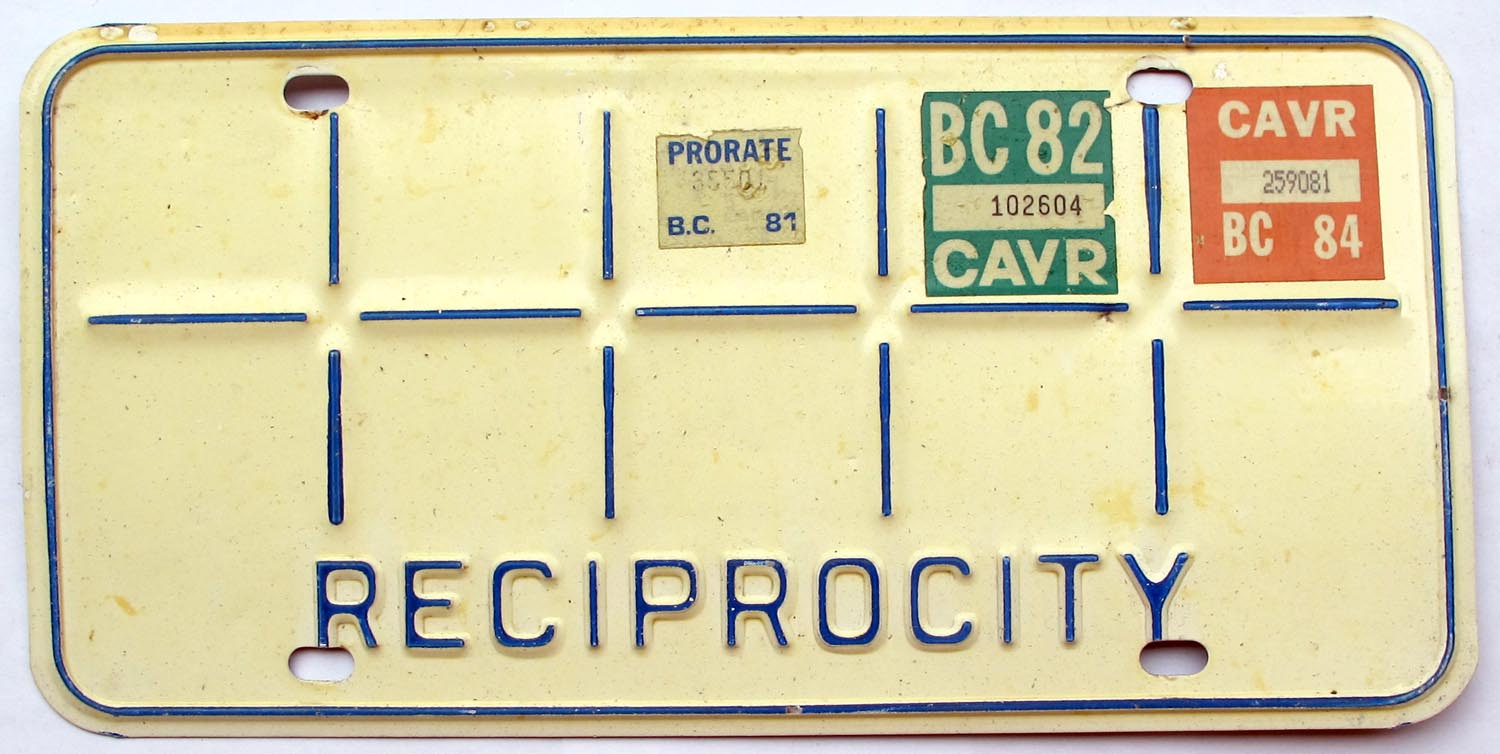 PRORATE
B.C. 81
BC 82
102604
CAVR
CAVR
259081
BC 84
RECIPROCITY